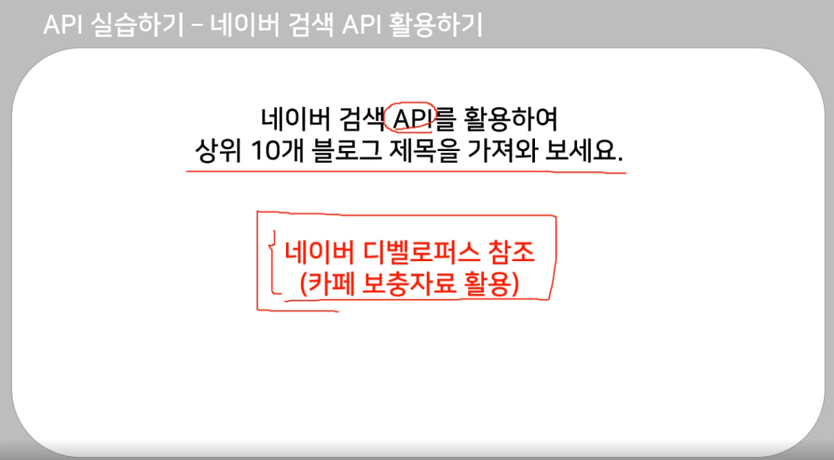 API 실습하기 – 네이버 검색 API 활용하기
네이버 검색 API를 활용하여
상위 10개 블로그 제목을 가져와 보세요.
네이버 디벨로퍼스 참조
(카페 보충자료 활용)